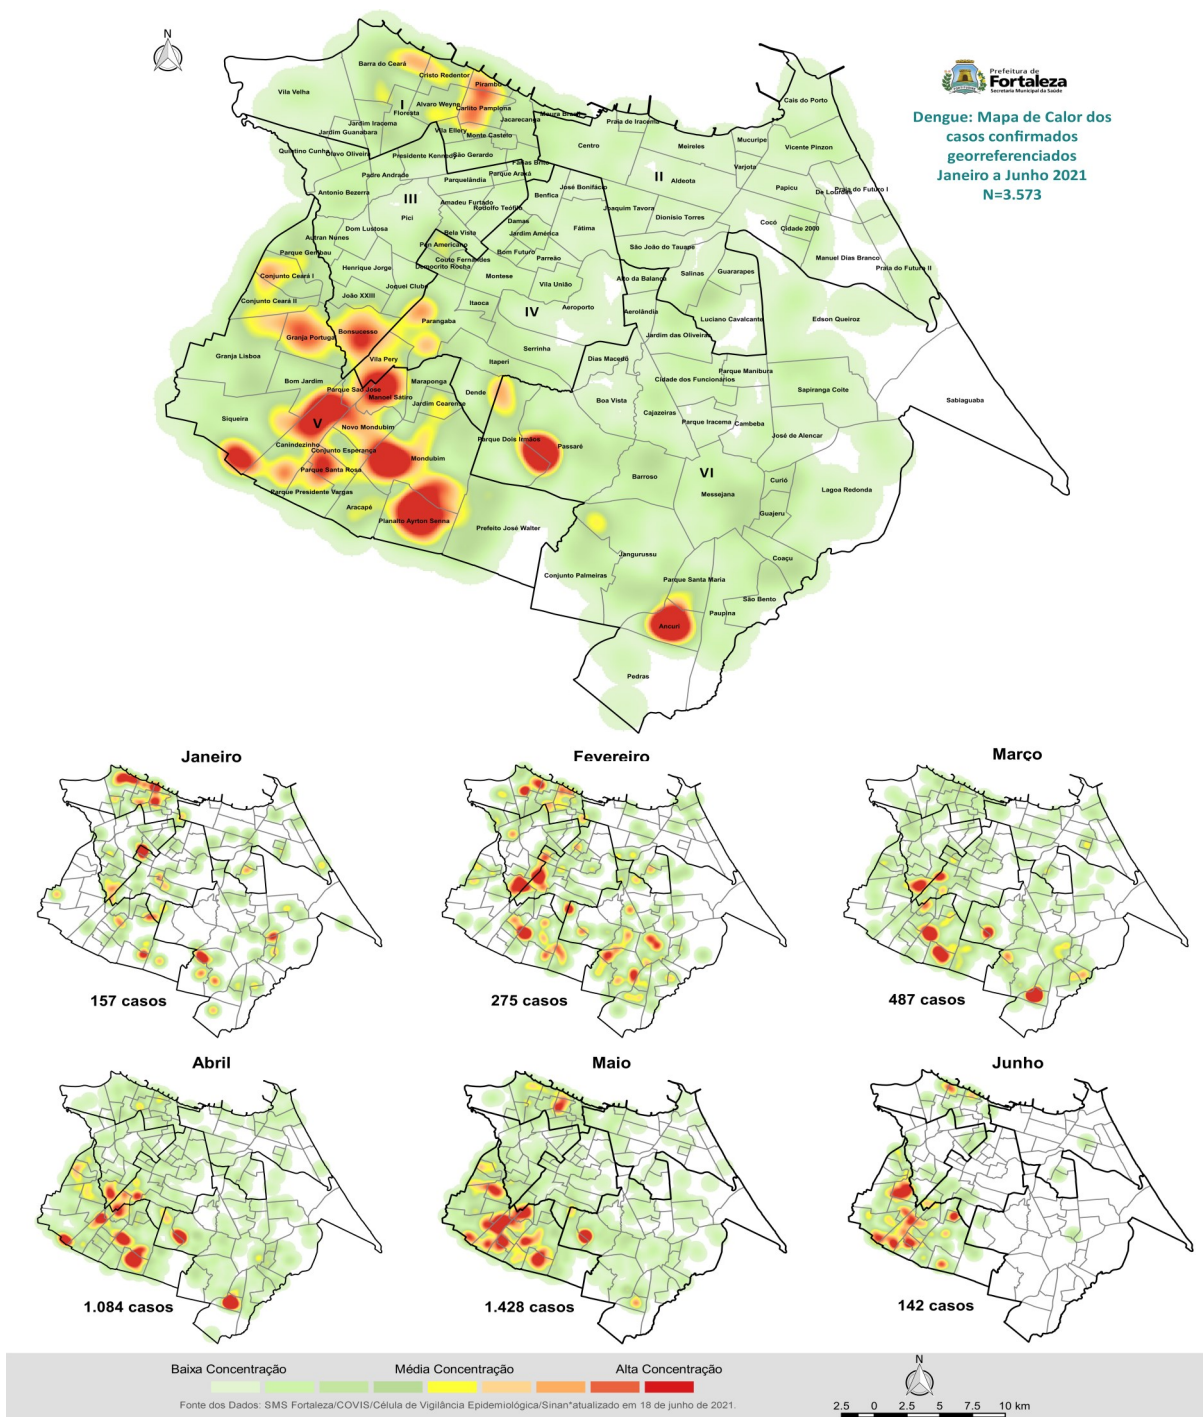 N
Prefeitura de
Fortaleza
Secretaria Municipal da Saúde
Dengue: Mapa de Calor dos
casos confirmados
georreferenciados
Janeiro a Junho 2021
N=3.573
Barra do Ceará
Cristo Redentor
Pirambu
Vila Velha
I
Floresta
Alvaro Weyne
Carlito Pamplona
Jacarecanga
Moura Brasil
Jardim Iracema
Jardim Guanabara
Vila Ellery
Monte Castelo
Praia de Iracema
Cais do Porto
Mucuripe
Vicente Pinzon
Quintino Cunha
Olavo Oliveira
Presidente Kennedy
São Gerardo
Farias Brito
Centro
Meireles
Varjota
Padre Andrade
Parquelândia
Parque Araxá
II
Aldeota
Papicu
De Lourdes
Praia do Futuro I
Antonio Bezerra
III
Amadeu Furtado
Rodolfo Teófilo
Benfica
José Bonifácio
Joaquim Tavora
Dionísio Torres
Pici
Damas
Cocó
Cidade 2000
Dom Lustosa
Bela Vista
Jardim América
Fátima
Autran Nunes
Pan Americano
Bom Futuro
São João do Tauape
Parque Genibau
Couto Fernandes
Democrito Rocha
Parreão
Manuel Dias Branco
Praia do Futuro II
Conjunto Ceará I
Henrique Jorge
Montese
Alto da Balança
Salinas
Guararapes
Joquei Clube
Vila União
Conjunto Ceará II
João XXIII
Itaoca
IV
Aeroporto
Aerolândia
Luciano Cavalcante
Edson Queiroz
Parangaba
Granja Portugal
Bonsucesso
Jardim das Oliveiras
Serrinha
Granja Lisboa
Vila Pery
Itaperi
Dias Macedo
Parque Manibura
Bom Jardim
Parque São José
Maraponga
Dende
Cidade dos Funcionários
Sapiranga Coite
Manoel Sátiro
Jardim Cearense
Boa Vista
Sabiaguaba
Siqueira
V
Novo Mondubim
Cajazeiras
Parque Iracema
Cambeba
Canindezinho
Conjunto Esperança
Parque Dois Irmãos
Passaré
José de Alencar
Mondubim
Parque Santa Rosa
Barroso
VI
Messejana
Curió
Lagoa Redonda
Parque Presidente Vargas
Aracapé
Planalto Ayrton Senna
Prefeito José Walter
Guajeru
Jangurussu
Coaçu
Conjunto Palmeiras
Parque Santa Maria
São Bento
Paupina
Ancuri
Pedras
Janeiro
Fevereiro
Março
157 casos
275 casos
487 casos
Abril
Maio
Junho
1.084 casos
1.428 casos
142 casos
Baixa Concentração
Média Concentração
Alta Concentração
N
Fonte dos Dados: SMS Fortaleza/COVIS/Célula de Vigilância Epidemiológica/Sinan*atualizado em 18 de junho de 2021.
2.5 0 2.5 5 7.5 10 km